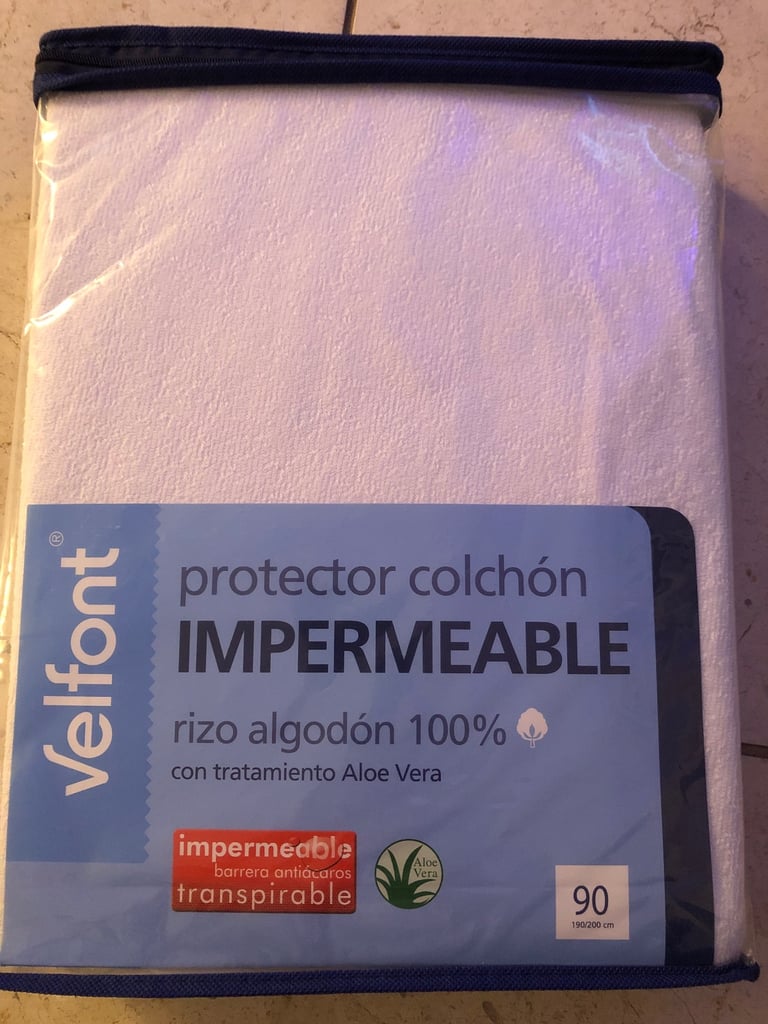 Velfont®
protector colchón
IMPERMEABLE
rizo algodón 100%
con tratamiento Aloe Vera
impermeable
barrera antiácaros
transpirable
Aloe
Vera
90
190/200 cm